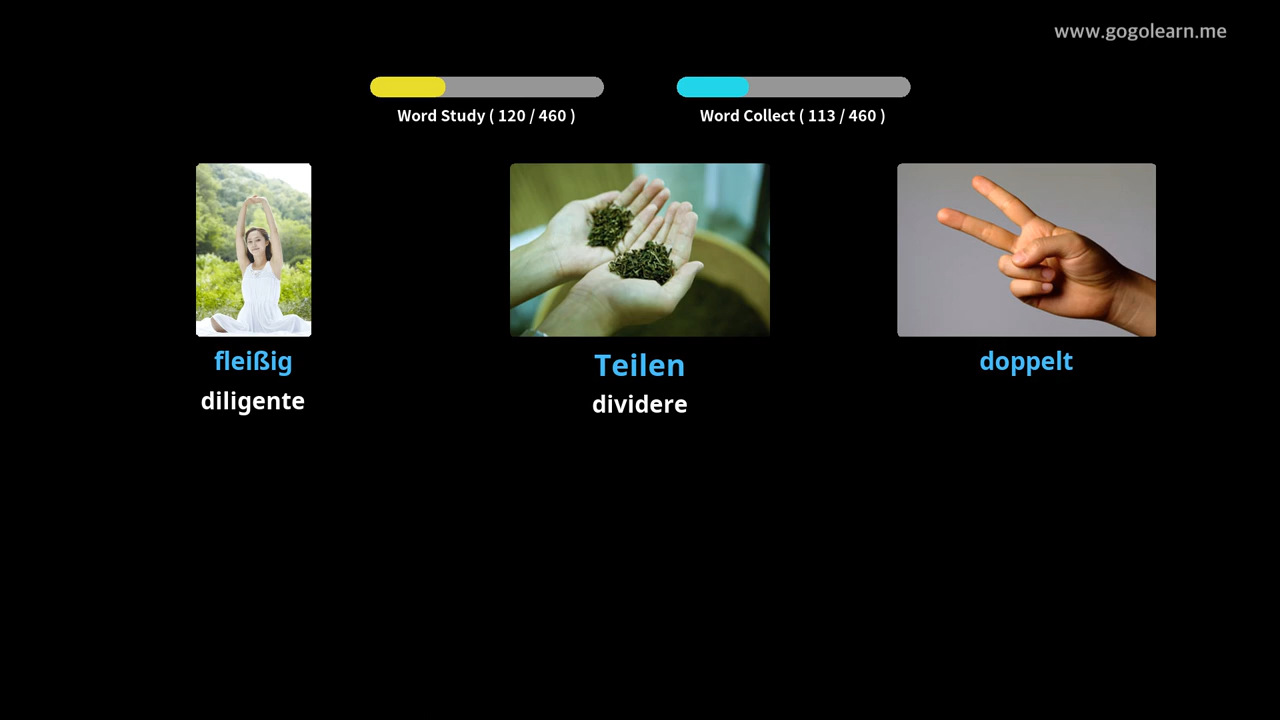 www.gogolearn.me
Word Study ( 120 / 460 )
Word Collect ( 113 / 460 )
fleißig
diligente
Teilen
dividere
doppelt